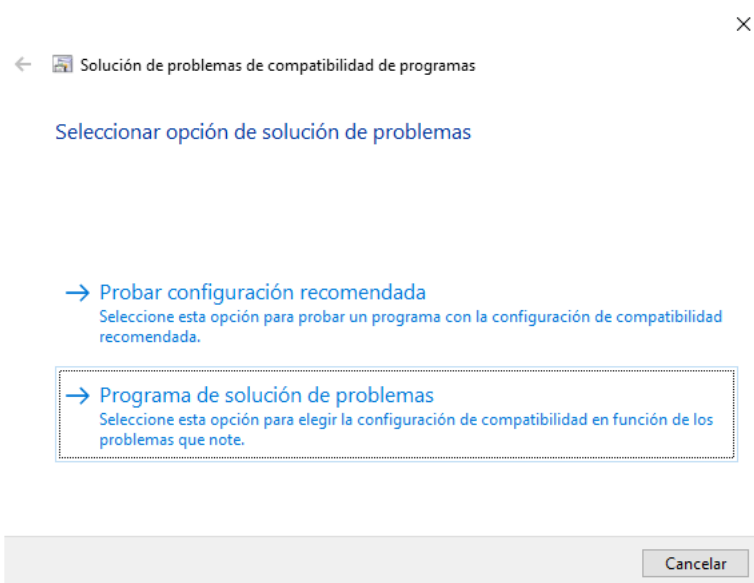 Solución de problemas de compatibilidad de programas
Seleccionar opción de solución de problemas
Probar configuración recomendada
Seleccione esta opción para probar un programa con la configuración de compatibilidad
recomendada.
Programa de solución de problemas
Seleccione esta opción para elegir la configuración de compatibilidad en función de los
problemas que note.
Cancelar